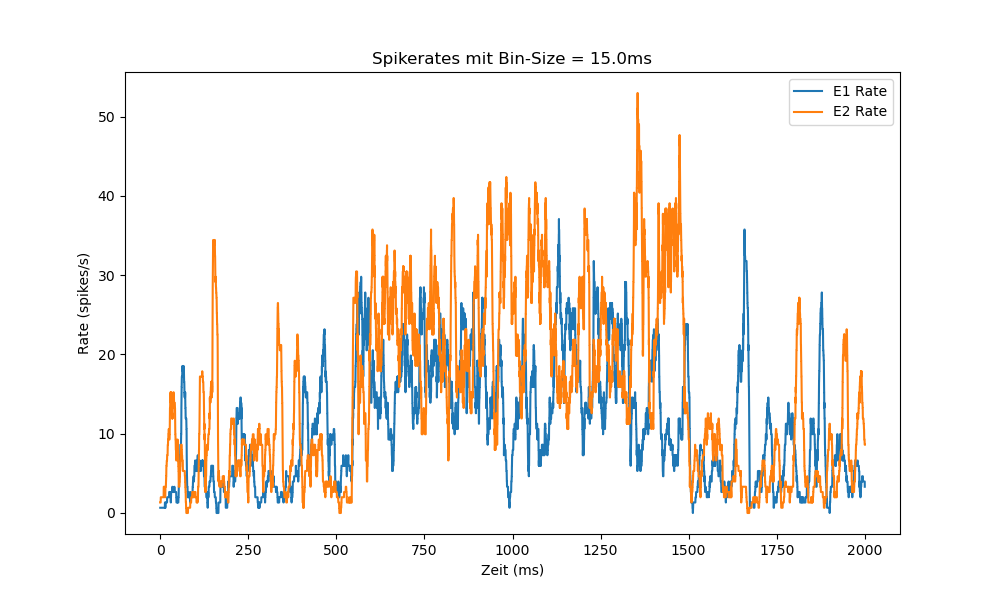 Spikerates mit Bin-Size = 15.0ms
E1 Rate
E2 Rate
50
40
30
20
10
0
Rate (spikes/s)
0 250 500 750 1000 1250 1500 1750 2000
Zeit (ms)